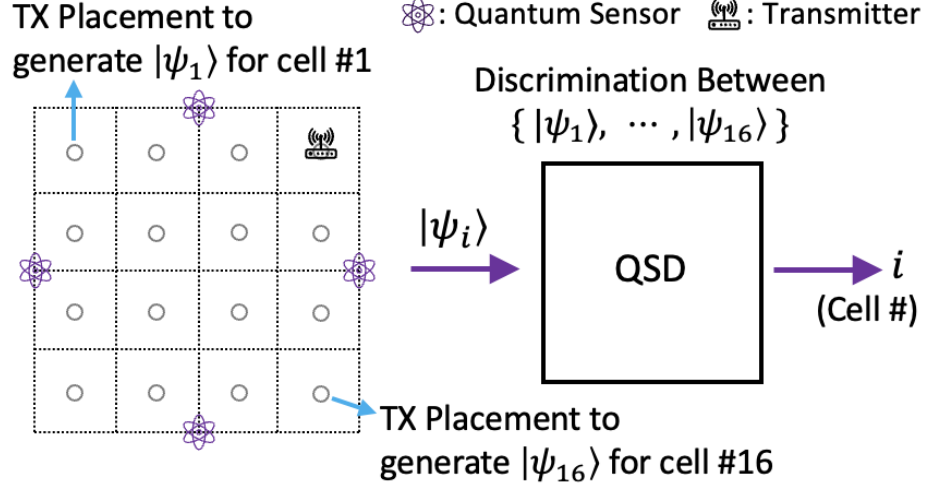 TX Placement to
generate |ψ₁⟩ for cell #1
: Quantum Sensor
: Transmitter
Discrimination Between
{ |ψ₁⟩, ⋯ , |ψ₁₆⟩ }
|ψᵢ⟩
QSD
i
(Cell #)
TX Placement to
generate |ψ₁₆⟩ for cell #16